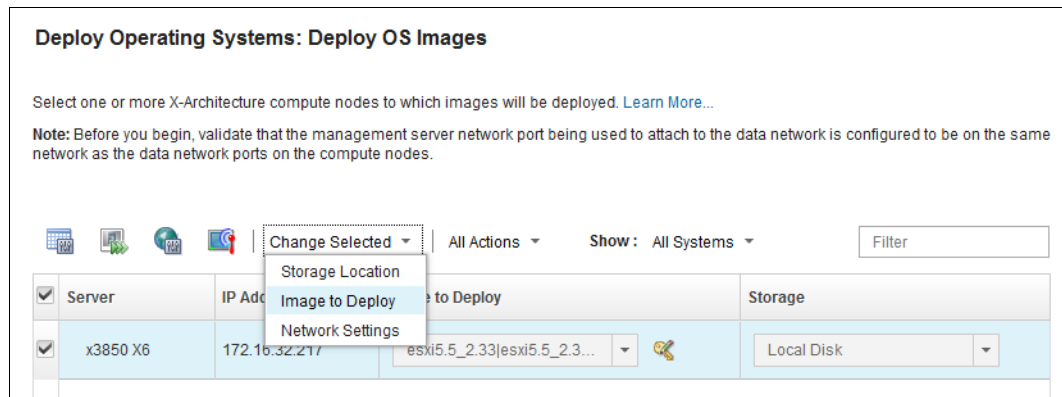 Deploy Operating Systems: Deploy OS Images
Select one or more X-Architecture compute nodes to which images will be deployed. Learn More...
Note: Before you begin, validate that the management server network port being used to attach to the data network is configured to be on the same
network as the data network ports on the compute nodes.
Change Selected All Actions Show : All Systems Filter
Storage Location
Server IP Add Image to Deploy e to Deploy Storage
Network Settings
x3850 X6 172.16.32.217 esxi5.5_2.33|esxi5.5_2.3... Local Disk